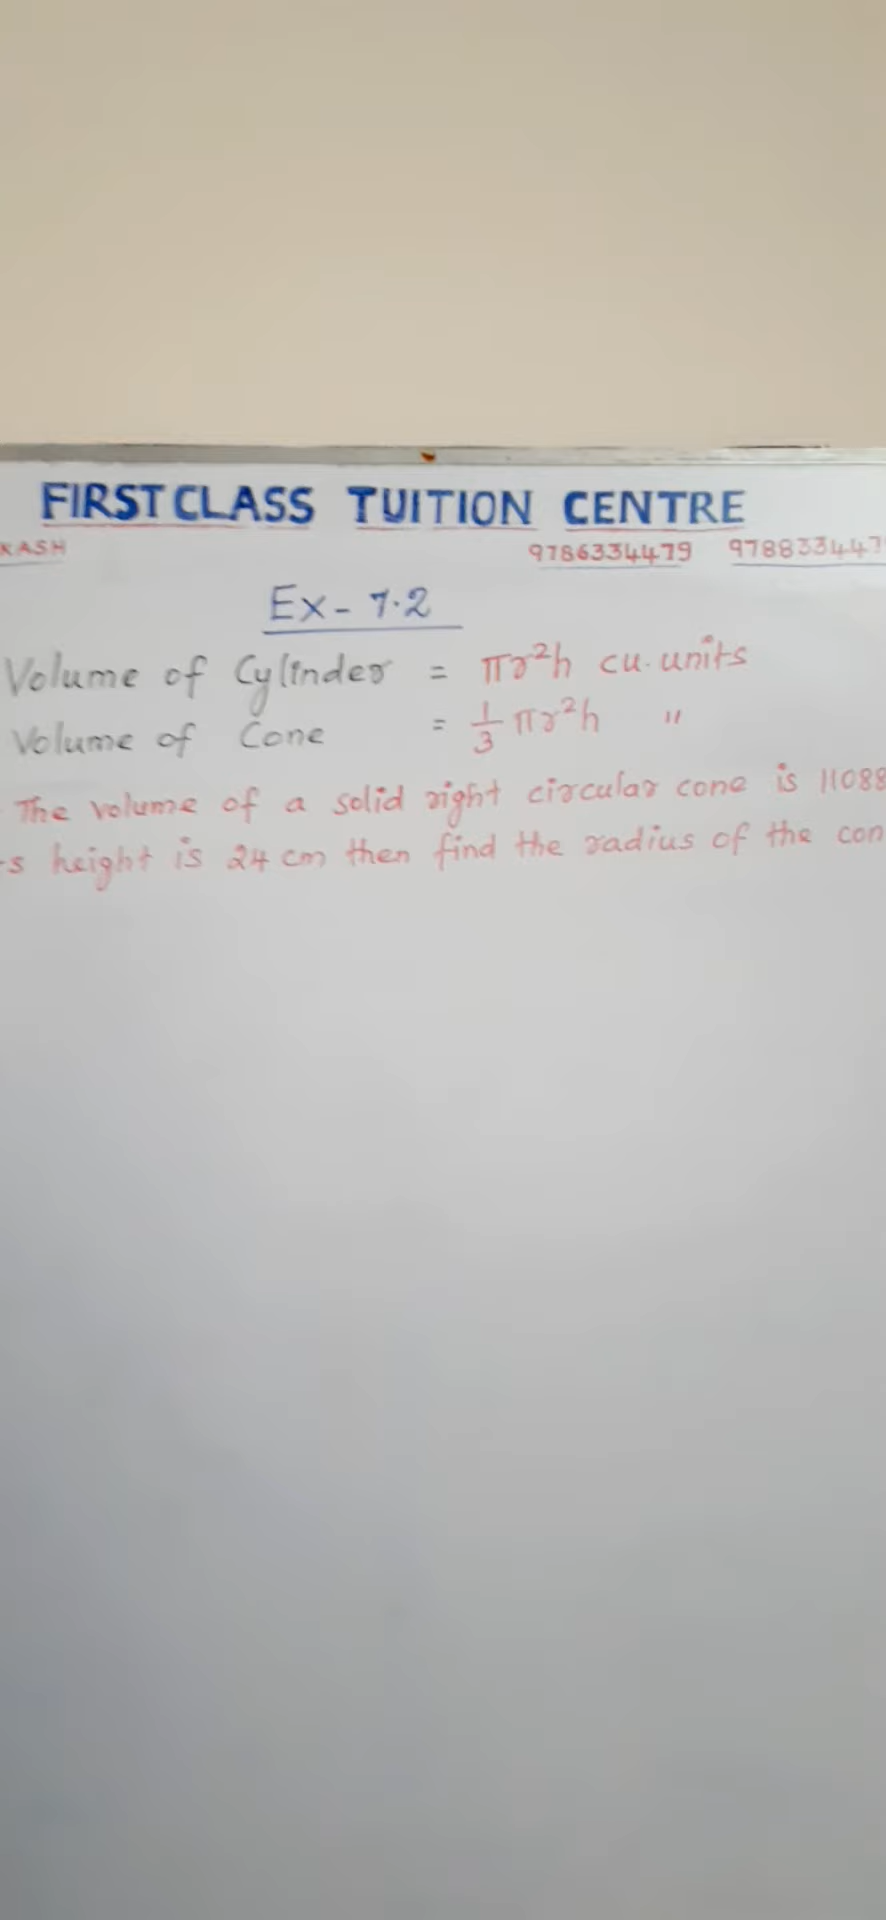 FIRST CLASS TUITION CENTRE
KASH 9786334479 978833447
Ex - 7.2
Volume of Cylinder = πr²h cu. units
Volume of Cone = 1/3 πr²h "
The volume of a solid right circular cone is 11088
s height is 24 cm then find the radius of the con